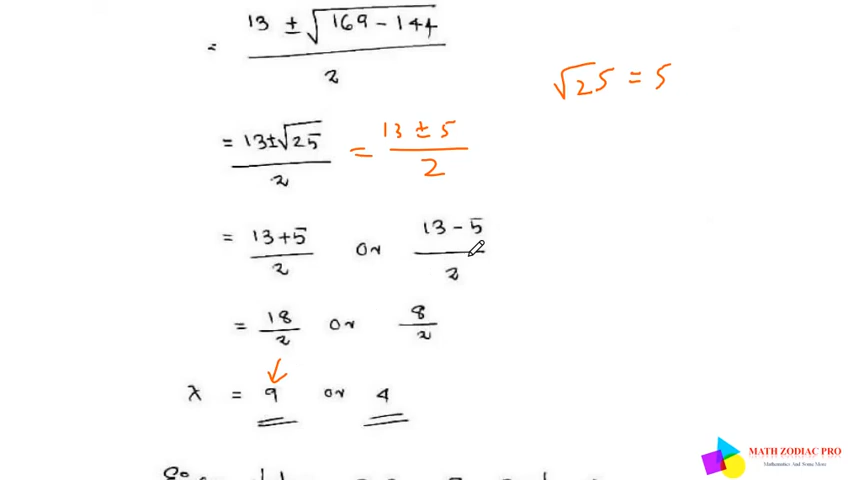 = 13 ± √169 - 144 / 2
√25 = 5
= 13±√25 / 2 = 13 ± 5 / 2
= 13+5 / 2 or 13-5 / 2
= 18/2 or 8/2
λ = 9 or 4
So
MATH ZODIAC PRO
Mathematics And Some More